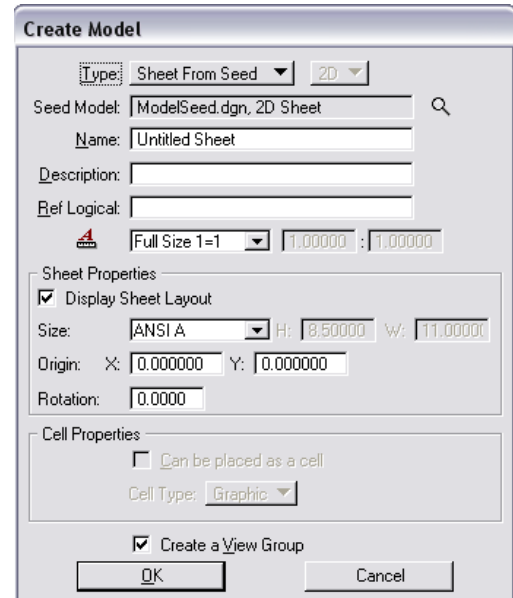 Create Model
Type: Sheet From Seed 2D
Seed Model: ModelSeed.dgn, 2D Sheet
Name: Untitled Sheet
Description:
Ref Logical:
A Full Size 1=1 1.00000 : 1.00000
Sheet Properties
Display Sheet Layout
Size: ANSI A H: 8.50000 W: 11.0000(
Origin: X: 0.000000 Y: 0.000000
Rotation: 0.0000
Cell Properties
Can be placed as a cell
Cell Type: Graphic
Create a View Group
OK Cancel